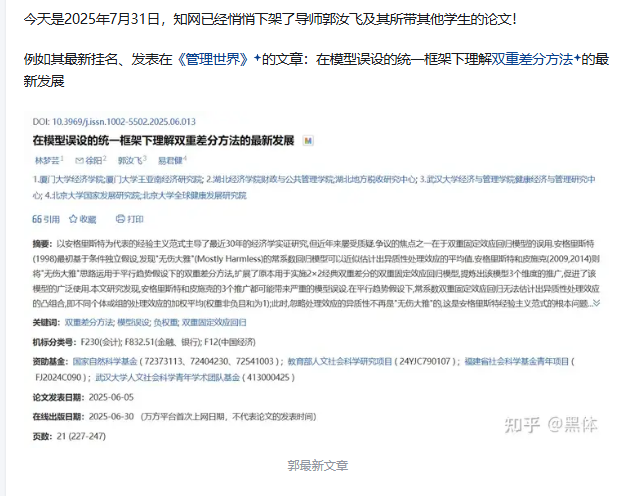 今天是2025年7月31日，知网已经悄悄下架了导师郭汝飞及其所带其他学生的论文！
例如其最新挂名、发表在《管理世界》的文章：在模型误设的统一框架下理解双重差分方法的最
新发展
DOI: 10.3969/j.issn.1002-5502.2025.06.013
在模型误设的统一框架下理解双重差分方法的最新发展 M
林梦芸1 徐阳2 郭汝飞3 易君健4
1.厦门大学经济学院;厦门大学王亚南经济研究院; 2.湖北经济学院财政与公共管理学院;湖北地方税收研究中心; 3.武汉大学经济与管理学院健康经济与管理研究中
心; 4.北京大学国家发展研究院;北京大学全球健康发展研究院
66 引用 收藏 打印
摘要：以安格里斯特为代表的经验主义范式主导了最近30年的经济学实证研究,但近年来屡受质疑,争议的焦点之一在于双重固定效应回归模型的误用.安格里斯特
(1998)最初基于条件独立假设,发现"无伤大雅"(Mostly Harmless)的常系数回归模型可以近似估计出异质性处理效应的平均值.安格里斯特和皮施克(2009,2014)则
将"无伤大雅"思路运用于平行趋势假设下的双重差分方法,扩展了原本用于实施2×2经典双重差分的双重固定效应回归模型,提炼出该模型3个维度的推广,促进了该
模型的广泛使用.本文研究发现,安格里斯特和皮施克的3个推广都可能带来严重的模型误设.在平行趋势假设下,常系数双重固定效应回归无法估计出异质性处理效应
的凸组合,即不同个体或组的处理效应的加权平均(权重非负且和为1);此时,忽略处理效应的异质性不再是"无伤大雅"的,这是安格里斯特经验主义范式的根本问题...
关键词：双重差分方法; 模型误设; 负权重; 双重固定效应回归
机标分类号：F230(会计); F832.51(金融、银行); F12(中国经济)
资助基金：国家自然科学基金 ( 72373113、72404230、72541003 )；教育部人文社会科学研究项目 ( 24YJC790107 )；福建省社会科学基金青年项目 (
FJ2024C090 )；武汉大学人文社会科学青年学术团队基金 ( 413000425 )
论文发表日期：2025-06-05
在线出版日期：2025-06-30 （万方平台首次上网日期，不代表论文的发表时间）
页数：21 (227-247)
知乎 @黑体
郭最新文章